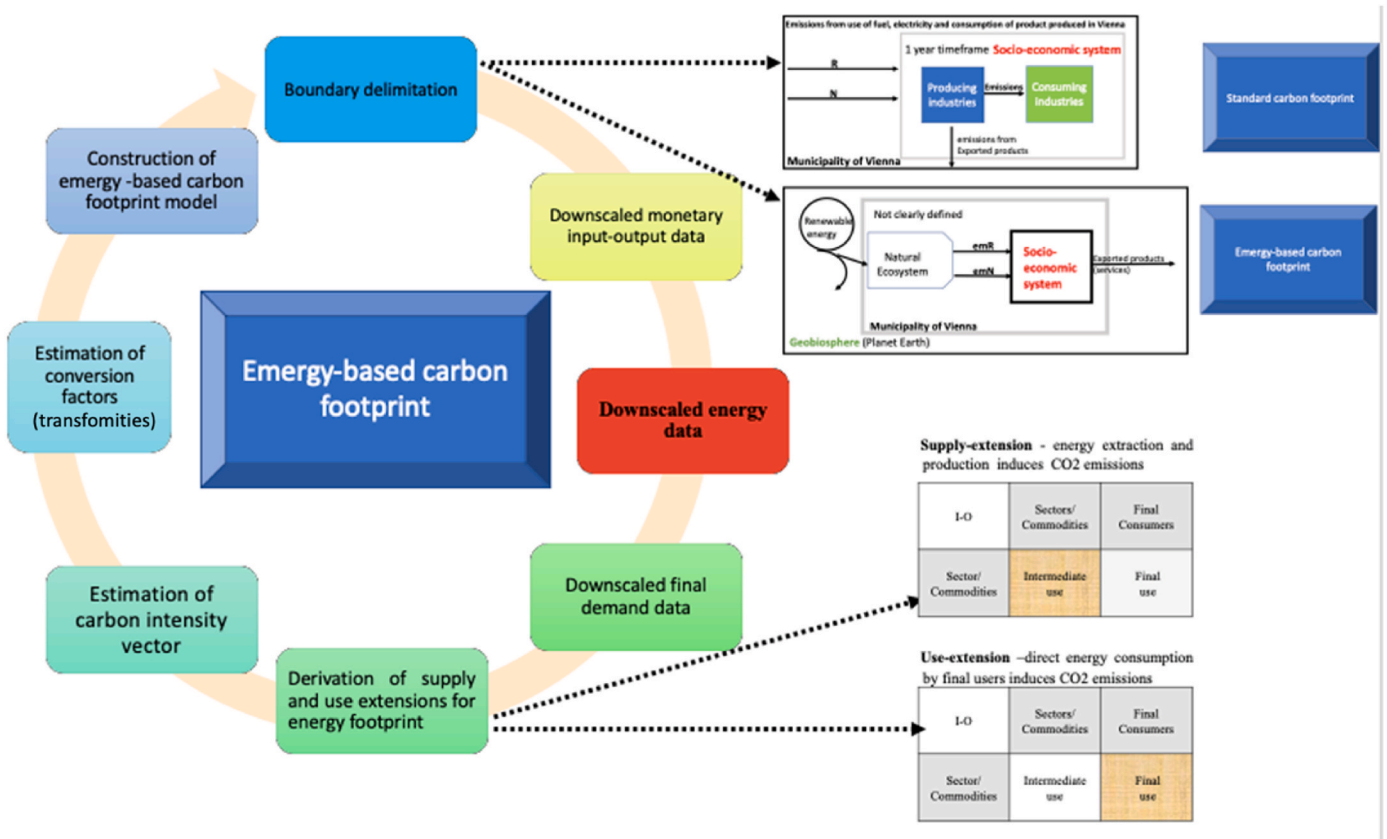 Boundary delimitation
Construction of
emergy -based carbon
footprint model
Downscaled monetary
input-output data
Estimation of
conversion
factors
(transfomities)
Emergy-based carbon
footprint
Downscaled energy
data
Estimation of
carbon intensity
vector
Downscaled final
demand data
Derivation of supply
and use extensions for
energy footprint
Emissions from use of fuel, electricity and consumption of product produced in Vienna
1 year timeframe Socio-economic system
R
N
Producing
industries
Emissions
Consuming
industries
emissions from
Exported products
Municipality of Vienna
Standard carbon footprint
Renewable
energy
Not clearly defined
Natural
Ecosystem
emR
emN
Socio-
economic
system
Exported products
(services)
Municipality of Vienna
Geobiosphere (Planet Earth)
Emergy-based carbon
footprint
Supply-extension - energy extraction and
production induces CO2 emissions
I-O
Sectors/
Commodities
Final
Consumers
Sector/
Commodities
Intermediate
use
Final
use
Use-extension –direct energy consumption
by final users induces CO2 emissions
I-O
Sectors/
Commodities
Final
Consumers
Sector/
Commodities
Intermediate
use
Final
use